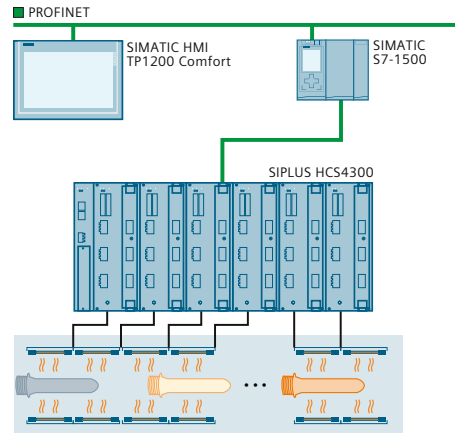 PROFINET
SIMATIC HMI
TP1200 Comfort
SIMATIC
S7-1500
SIPLUS HCS4300